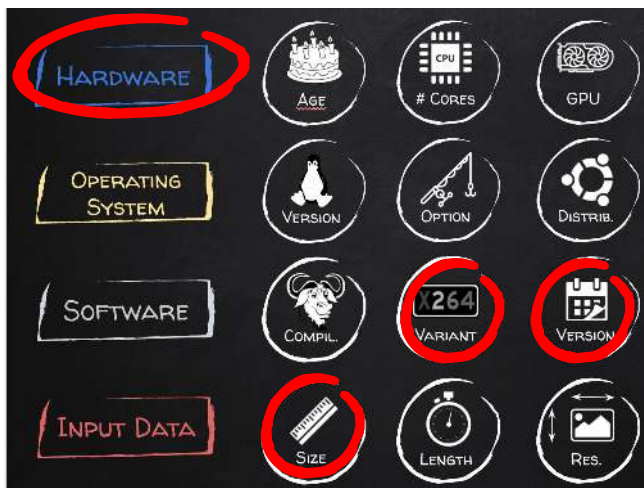 HARDWARE
AGE
CPU
# CORES
GPU
OPERATING
SYSTEM
VERSION
OPTION
DISTRIB.
SOFTWARE
COMPIL.
X264
VARIANT
VERSION
INPUT DATA
SIZE
LENGTH
RES.